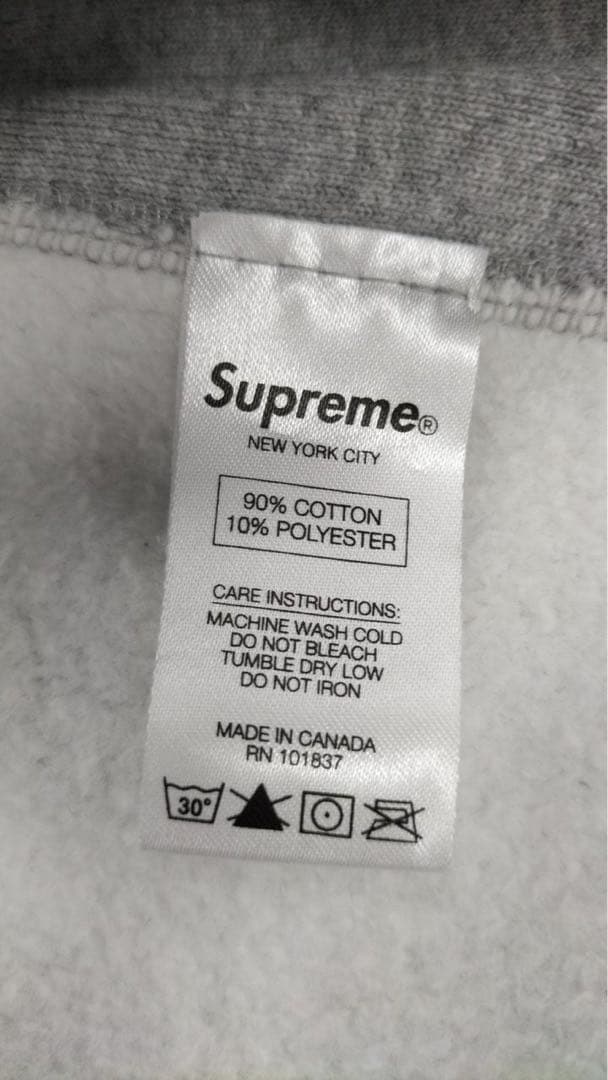 Supreme®
NEW YORK CITY
90% COTTON
10% POLYESTER
CARE INSTRUCTIONS:
MACHINE WASH COLD
DO NOT BLEACH
TUMBLE DRY LOW
DO NOT IRON
MADE IN CANADA
RN 101837
30°